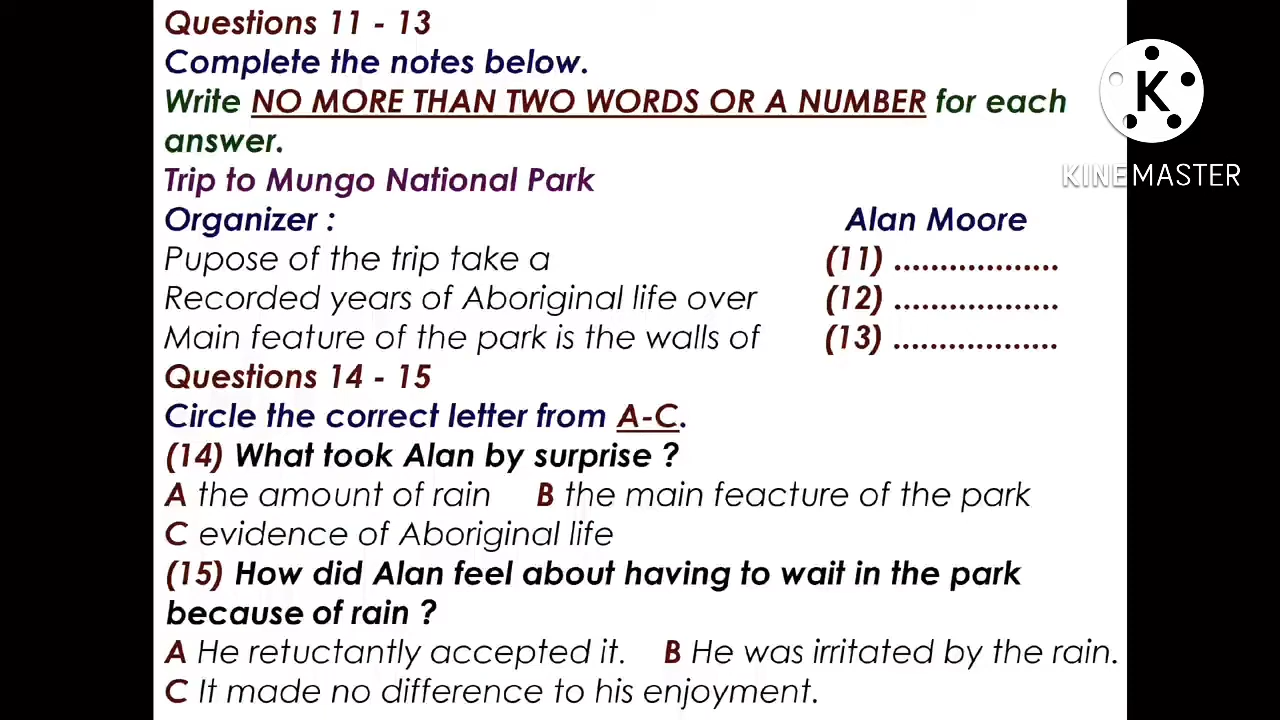 Questions 11 - 13
Complete the notes below.
Write NO MORE THAN TWO WORDS OR A NUMBER for each
answer.
Trip to Mungo National Park
Organizer : Alan Moore
Pupose of the trip take a (11) ..................
Recorded years of Aboriginal life over (12) ..................
Main feature of the park is the walls of (13) ..................
Questions 14 - 15
Circle the correct letter from A-C.
(14) What took Alan by surprise ?
A the amount of rain B the main feacture of the park
C evidence of Aboriginal life
(15) How did Alan feel about having to wait in the park
because of rain ?
A He retuctantly accepted it. B He was irritated by the rain.
C It made no difference to his enjoyment.
K
KINEMASTER